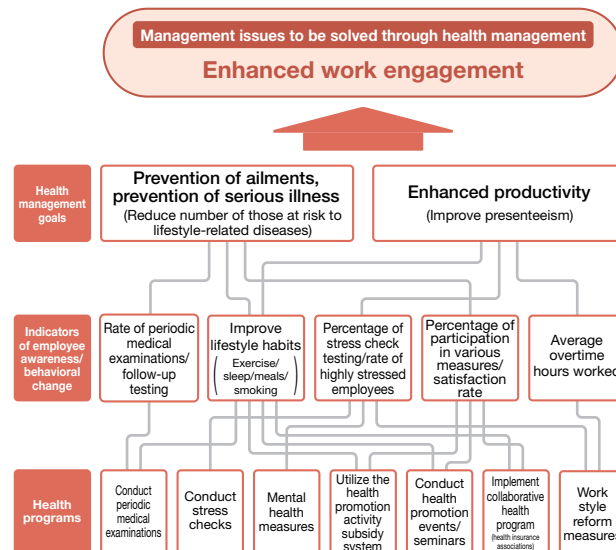 Management issues to be solved through health management
Enhanced work engagement
Health
management
goals
Prevention of ailments,
prevention of serious illness
(Reduce number of those at risk to
lifestyle-related diseases)
Enhanced productivity
(Improve presenteeism)
Indicators
of employee
awareness/
behavioral
change
Rate of periodic
medical
examinations/
follow-up
testing
Improve
lifestyle habits
(Exercise/
sleep/meals/
smoking)
Percentage of
stress check
testing/rate of
highly stressed
employees
Percentage of
participation
in various
measures/
satisfaction
rate
Average
overtime
hours worked
Health
programs
Conduct
periodic
medical
examinations
Conduct
stress
checks
Mental
health
measures
Utilize the
health
promotion
activity
subsidy
system
Conduct
health
promotion
events/
seminars
Implement
collaborative
health
program
(health insurance
associations)
Work
style
reform
measures